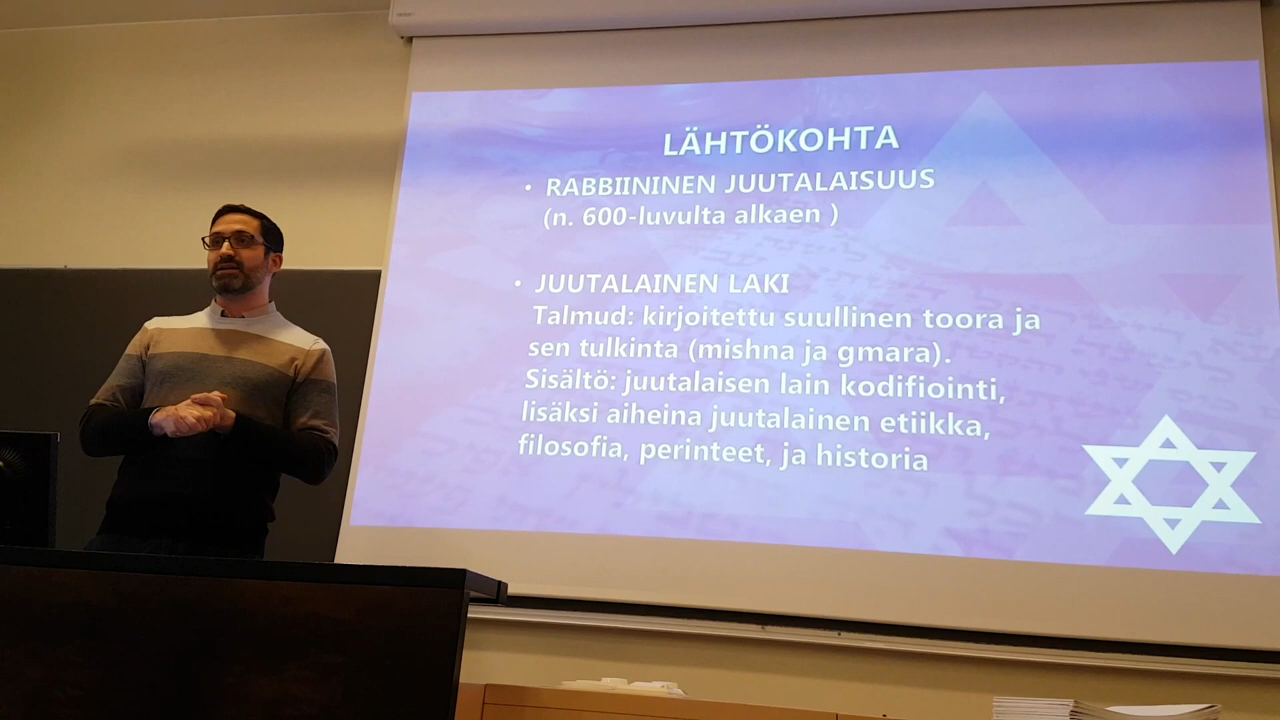 LÄHTÖKOHTA
• RABBIININEN JUUTALAISUUS
(n. 600-luvulta alkaen )
• JUUTALAINEN LAKI
Talmud: kirjoitettu suullinen toora ja
sen tulkinta (mishna ja gmara).
Sisältö: juutalaisen lain kodifiointi,
lisäksi aiheina juutalainen etiikka,
filosofia, perinteet, ja historia